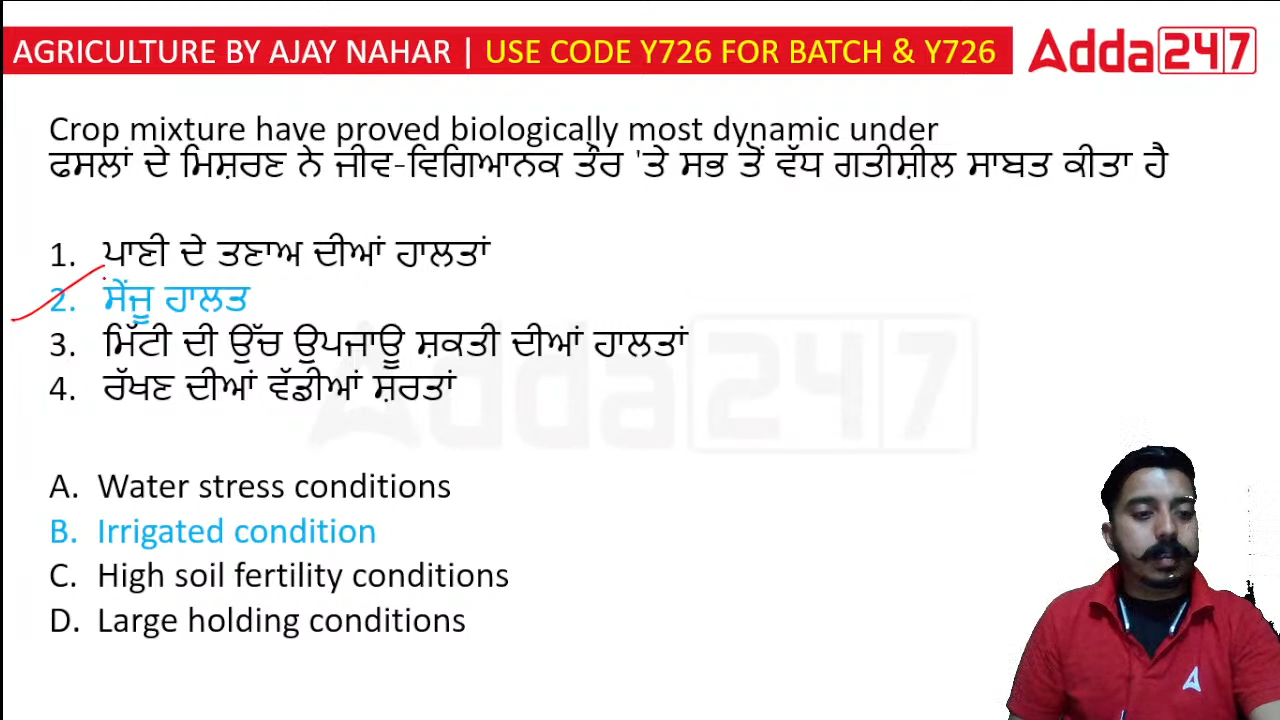 AGRICULTURE BY AJAY NAHAR | USE CODE Y726 FOR BATCH & Y726
Adda247
Crop mixture have proved biologically most dynamic under
ਫਸਲਾਂ ਦੇ ਮਿਸ਼ਰਣ ਨੇ ਜੀਵ-ਵਿਗਿਆਨਕ ਤੌਰ 'ਤੇ ਸਭ ਤੋਂ ਵੱਧ ਗਤੀਸ਼ੀਲ ਸਾਬਤ ਕੀਤਾ ਹੈ
1. ਪਾਣੀ ਦੇ ਤਣਾਅ ਦੀਆਂ ਹਾਲਤਾਂ
2. ਸੇਂਜੂ ਹਾਲਤ
3. ਮਿੱਟੀ ਦੀ ਉੱਚ ਉਪਜਾਊ ਸ਼ਕਤੀ ਦੀਆਂ ਹਾਲਤਾਂ
4. ਰੱਖਣ ਦੀਆਂ ਵੱਡੀਆਂ ਸ਼ਰਤਾਂ
Adda247
A. Water stress conditions
B. Irrigated condition
C. High soil fertility conditions
D. Large holding conditions